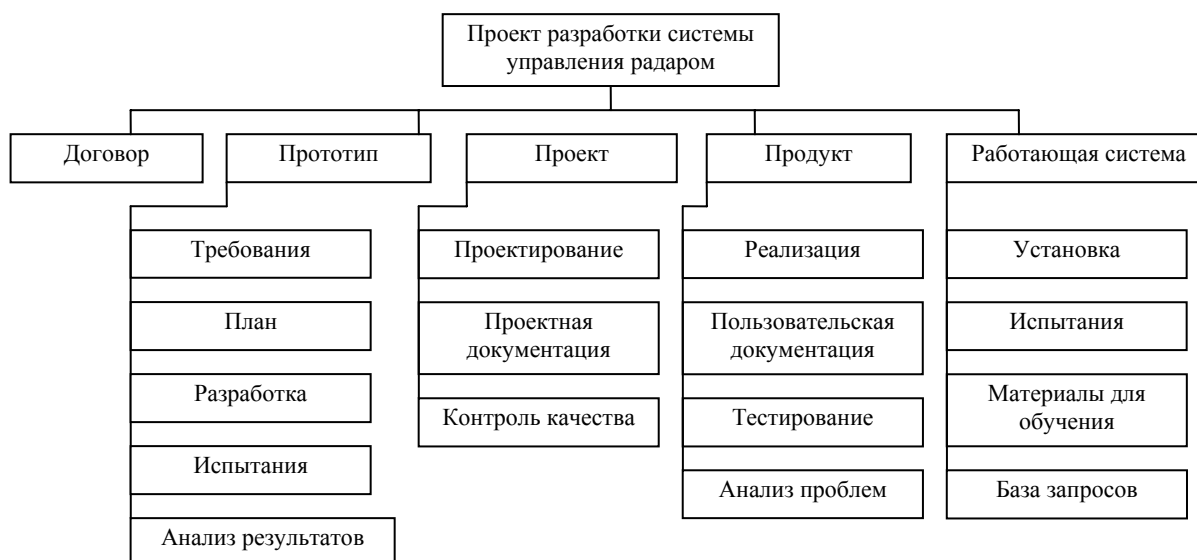 Проект разработки системы
управления радаром
Договор
Прототип
Проект
Продукт
Работающая система
Требования
План
Разработка
Испытания
Анализ результатов
Проектирование
Проектная
документация
Контроль качества
Реализация
Пользовательская
документация
Тестирование
Анализ проблем
Установка
Испытания
Материалы для
обучения
База запросов